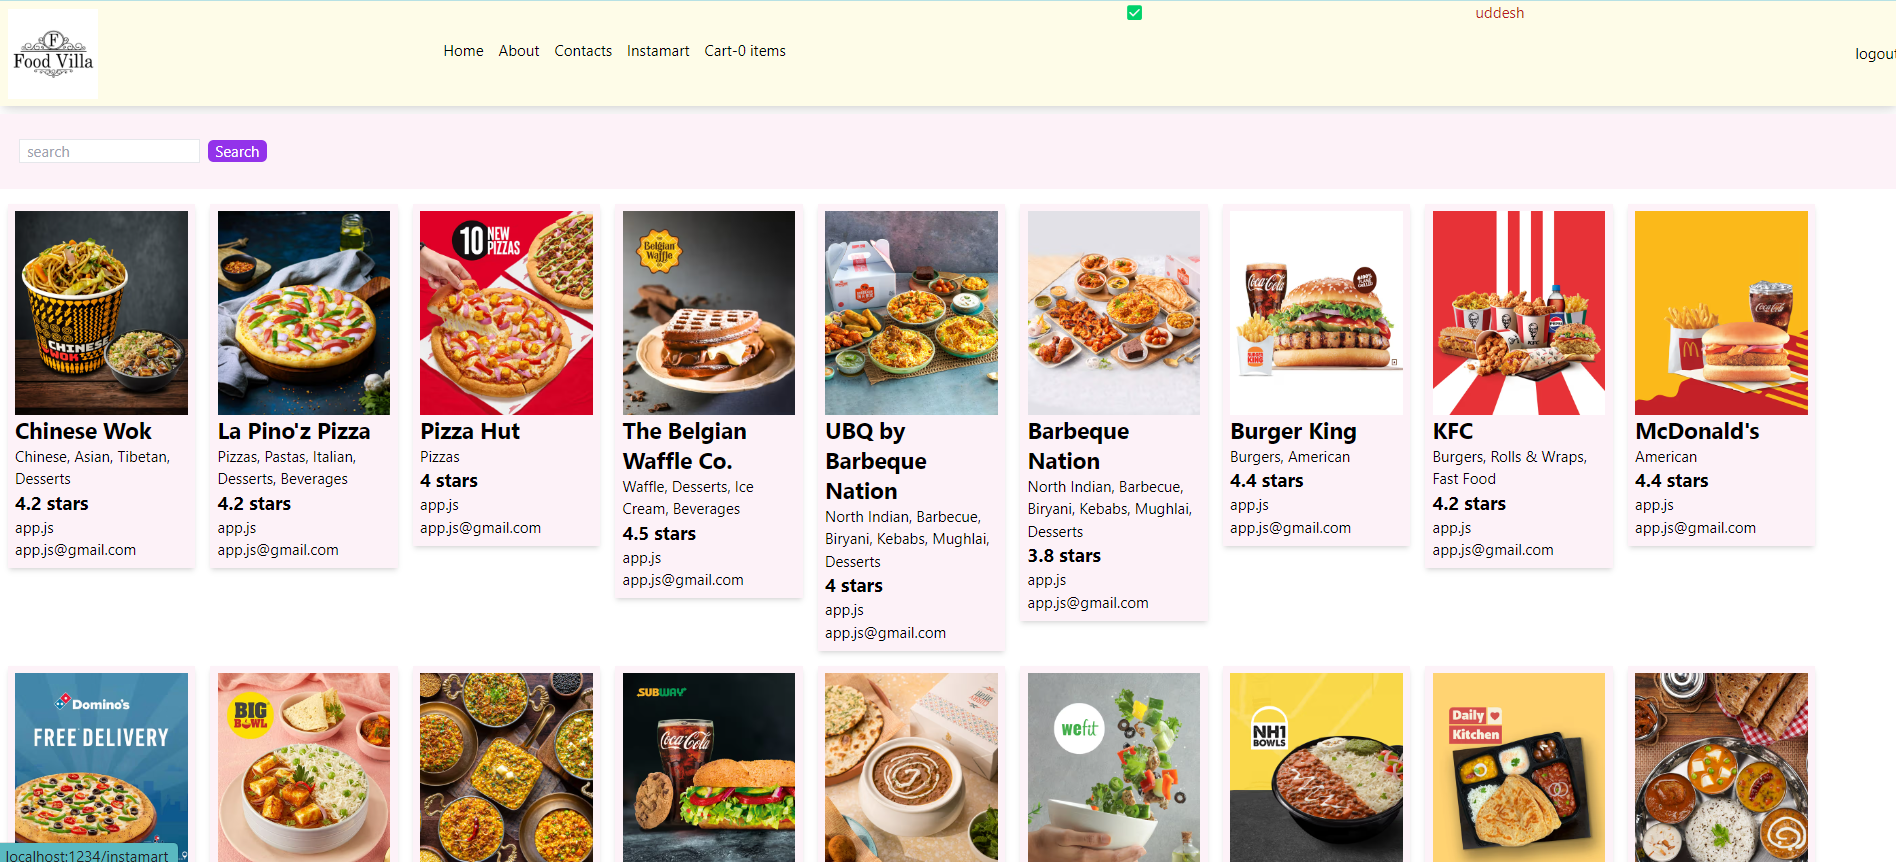 F
Food Villa
Home About Contacts Instamart Cart-0 items
uddesh
logout
search
Search
CHINESE
WOK
10 NEW
PIZZAS
THE
Belgian
Waffle
Co.
Coca-Cola
BURGER
KING
KFC
pepsi
Coca-Cola
M
Chinese Wok
Chinese, Asian, Tibetan,
Desserts
4.2 stars
app.js
app.js@gmail.com
La Pino'z Pizza
Pizzas, Pastas, Italian,
Desserts, Beverages
4.2 stars
app.js
app.js@gmail.com
Pizza Hut
Pizzas
4 stars
app.js
app.js@gmail.com
The Belgian
Waffle Co.
Waffle, Desserts, Ice
Cream, Beverages
4.5 stars
app.js
app.js@gmail.com
UBQ by
Barbeque
Nation
North Indian, Barbecue,
Biryani, Kebabs, Mughlai,
Desserts
4 stars
app.js
app.js@gmail.com
Barbeque
Nation
North Indian, Barbecue,
Biryani, Kebabs, Mughlai,
Desserts
3.8 stars
app.js
app.js@gmail.com
Burger King
Burgers, American
4.4 stars
app.js
app.js@gmail.com
KFC
Burgers, Rolls & Wraps,
Fast Food
4.2 stars
app.js
app.js@gmail.com
McDonald's
American
4.4 stars
app.js
app.js@gmail.com
Domino's
FREE DELIVERY
BIG
BOWL
SUBWAY
Coca-Cola
wefit
NH1
BOWLS
Daily
Kitchen
localhost:1234/instamart